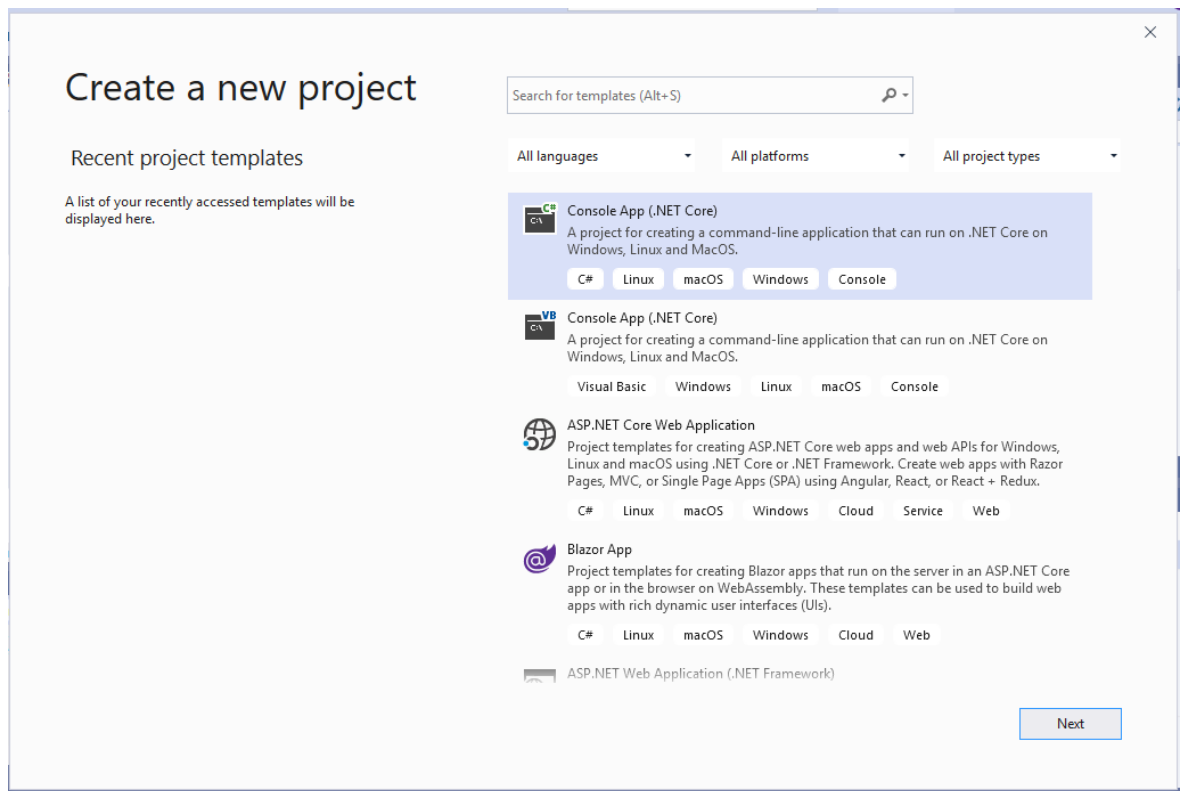 Create a new project
Search for templates (Alt+S)
Recent project templates
A list of your recently accessed templates will be
displayed here.
All languages
All platforms
All project types
C#
C:\
Console App (.NET Core)
A project for creating a command-line application that can run on .NET Core on
Windows, Linux and MacOS.
C# Linux macOS Windows Console
VB
C:\
Console App (.NET Core)
A project for creating a command-line application that can run on .NET Core on
Windows, Linux and MacOS.
Visual Basic Windows Linux macOS Console
ASP.NET Core Web Application
Project templates for creating ASP.NET Core web apps and web APIs for Windows,
Linux and macOS using .NET Core or .NET Framework. Create web apps with Razor
Pages, MVC, or Single Page Apps (SPA) using Angular, React, or React + Redux.
C# Linux macOS Windows Cloud Service Web
@
Blazor App
Project templates for creating Blazor apps that run on the server in an ASP.NET Core
app or in the browser on WebAssembly. These templates can be used to build web
apps with rich dynamic user interfaces (UIs).
C# Linux macOS Windows Cloud Web
ASP.NET Web Application (.NET Framework)
Next